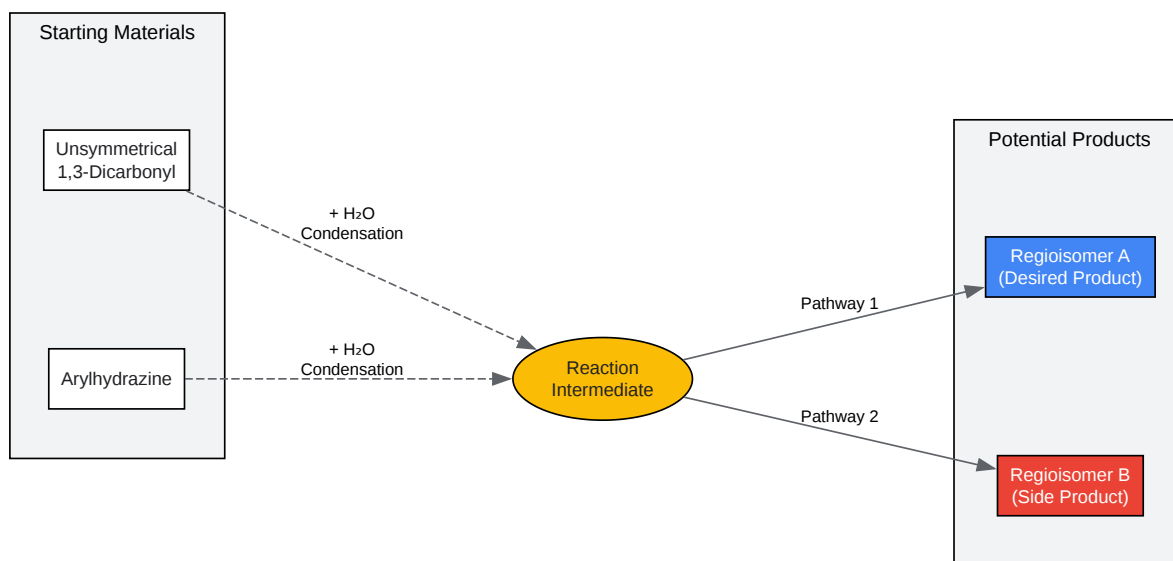 Starting Materials
Unsymmetrical
1,3-Dicarbonyl
+ H₂O
Condensation
Arylhydrazine
+ H₂O
Condensation
Reaction
Intermediate
Pathway 1
Pathway 2
Potential Products
Regioisomer A
(Desired Product)
Regioisomer B
(Side Product)